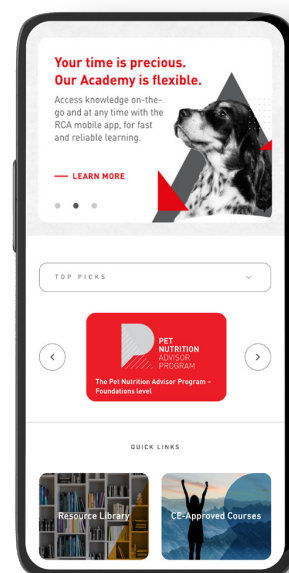 Your time is precious.
Our Academy is flexible.
Access knowledge on-the-
go and at any time with the
RCA mobile app, for fast
and reliable learning.
LEARN MORE
TOP PICKS
PET
NUTRITION
ADVISOR
PROGRAM
The Pet Nutrition Advisor Program –
Foundations level
QUICK LINKS
Resource Library
CE-Approved Courses